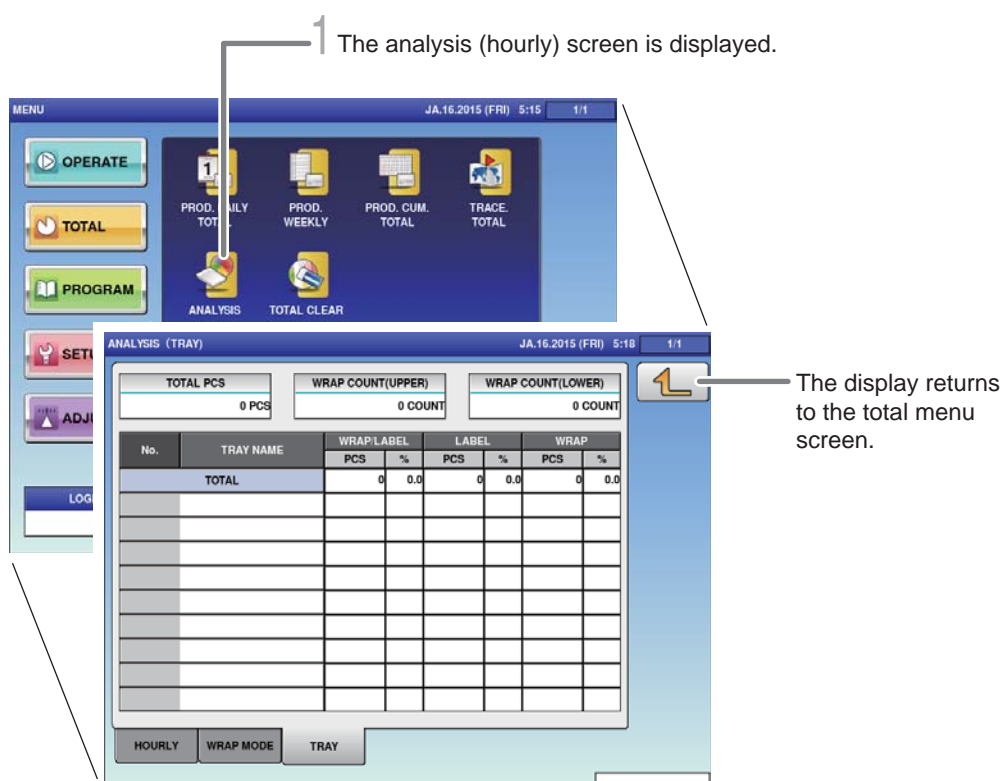 1 The analysis (hourly) screen is displayed.
MENU
JA.16.2015 (FRI) 5:15 1/1
OPERATE
TOTAL
PROGRAM
PROD. DAILY
TOTAL
PROD.
WEEKLY
PROD. CUM.
TOTAL
TRACE.
TOTAL
ANALYSIS
TOTAL CLEAR
ANALYSIS (TRAY)
JA.16.2015 (FRI) 5:18 1/1
TOTAL PCS
0 PCS
WRAP COUNT(UPPER)
0 COUNT
WRAP COUNT(LOWER)
0 COUNT
The display returns
to the total menu
screen.
No. TRAY NAME WRAP/LABEL LABEL WRAP
PCS % PCS % PCS %
TOTAL 0 0.0 0 0.0 0 0.0
HOURLY WRAP MODE TRAY